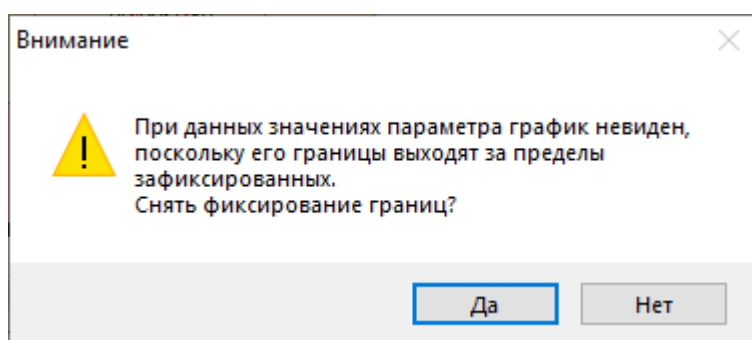 Внимание
При данных значениях параметра график невиден,
поскольку его границы выходят за пределы
зафиксированных.
Снять фиксирование границ?
Да
Нет